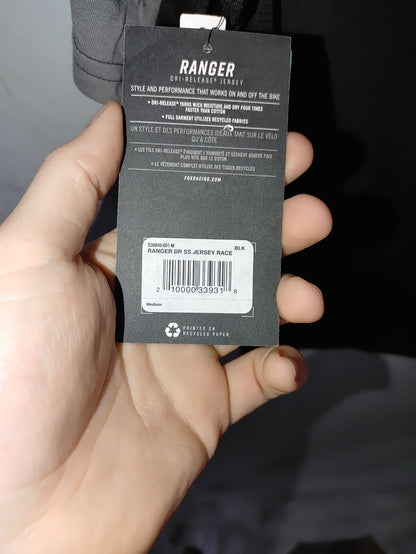 RANGER
DRI-RELEASE® JERSEY
STYLE AND PERFORMANCE THAT WORKS ON AND OFF THE BIKE
• DRI-RELEASE® YARNS WICK MOISTURE AND DRY FOUR TIMES
FASTER THAN COTTON
• FULL GARMENT UTILIZES RECYCLED FABRICS
UN STYLE ET DES PERFORMANCES IDÉAUX TANT SUR LE VÉLO
QU'À CÔTÉ
• LES FILS DRI-RELEASE® ÉVACUENT L'HUMIDITÉ ET SÈCHENT QUATRE FOIS
PLUS VITE QUE LE COTON
• LE VÊTEMENT COMPLET UTILISE DES TISSUS RECYCLÉS
FOXRACING.COM
S30840-001-M BLK
RANGER DR SS JERSEY RACE
2 10000 33931 8
Medium
PRINTED ON
RECYCLED PAPER